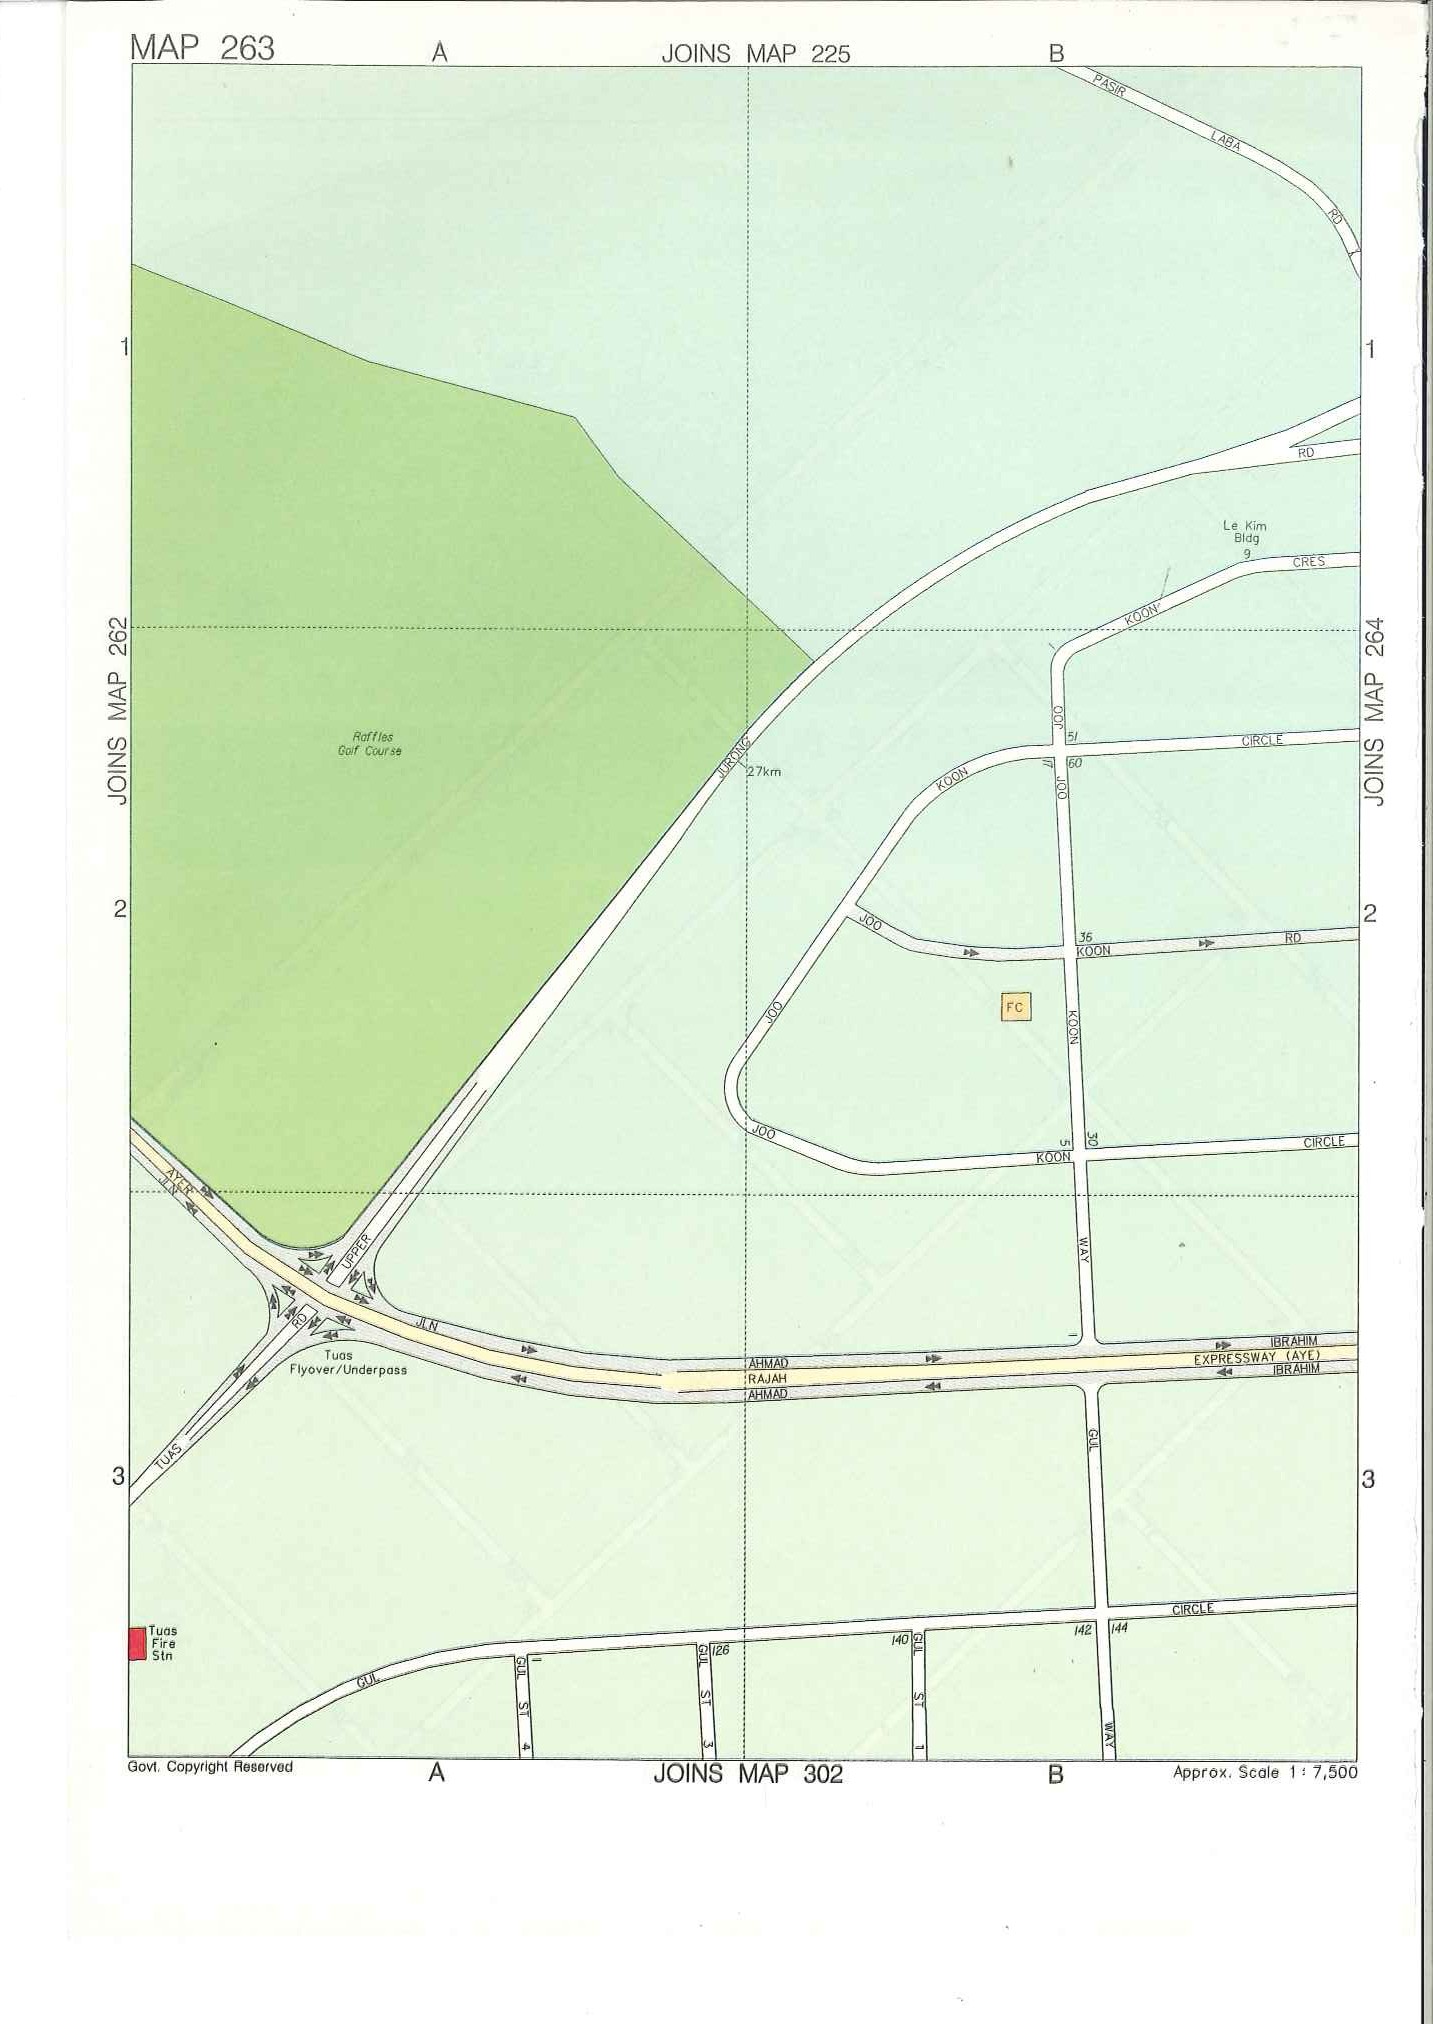 MAP 263
A
JOINS MAP 225
B
PASIR
LABA
RD
1
1
RD
Le Kim
Bldg
9
CRES
KOON
1
JOINS MAP 262
JOINS MAP 264
JOO
51
CIRCLE
Raffles
Golf Course
JURONG
27km
KOON
17
60
JOO
2
2
JOO
36
KOON
RD
FC
JOO
KOON
JOO
5
30
KOON
CIRCLE
AYER
JLN
UPPER
WAY
RD
JLN
1
Tuas
Flyover/Underpass
AHMAD
RAJAH
AHMAD
IBRAHIM
EXPRESSWAY (AYE)
IBRAHIM
TUAS
GUL
3
3
Tuas
Fire
Stn
GUL
CIRCLE
1
126
140
142
144
GUL ST 4
GUL ST 3
GUL ST 1
WAY
Govt. Copyright Reserved
A
JOINS MAP 302
B
Approx. Scale 1 : 7,500